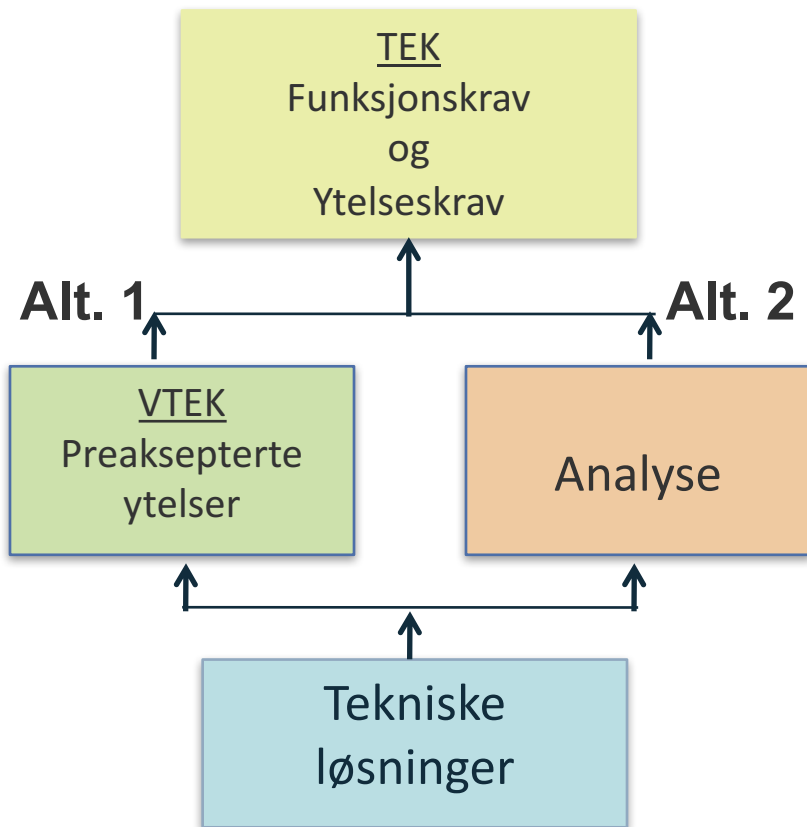 TEK
Funksjonskrav
og
Ytelseskrav
Alt. 1
Alt. 2
VTEK
Preaksepterte
ytelser
Analyse
Tekniske
løsninger